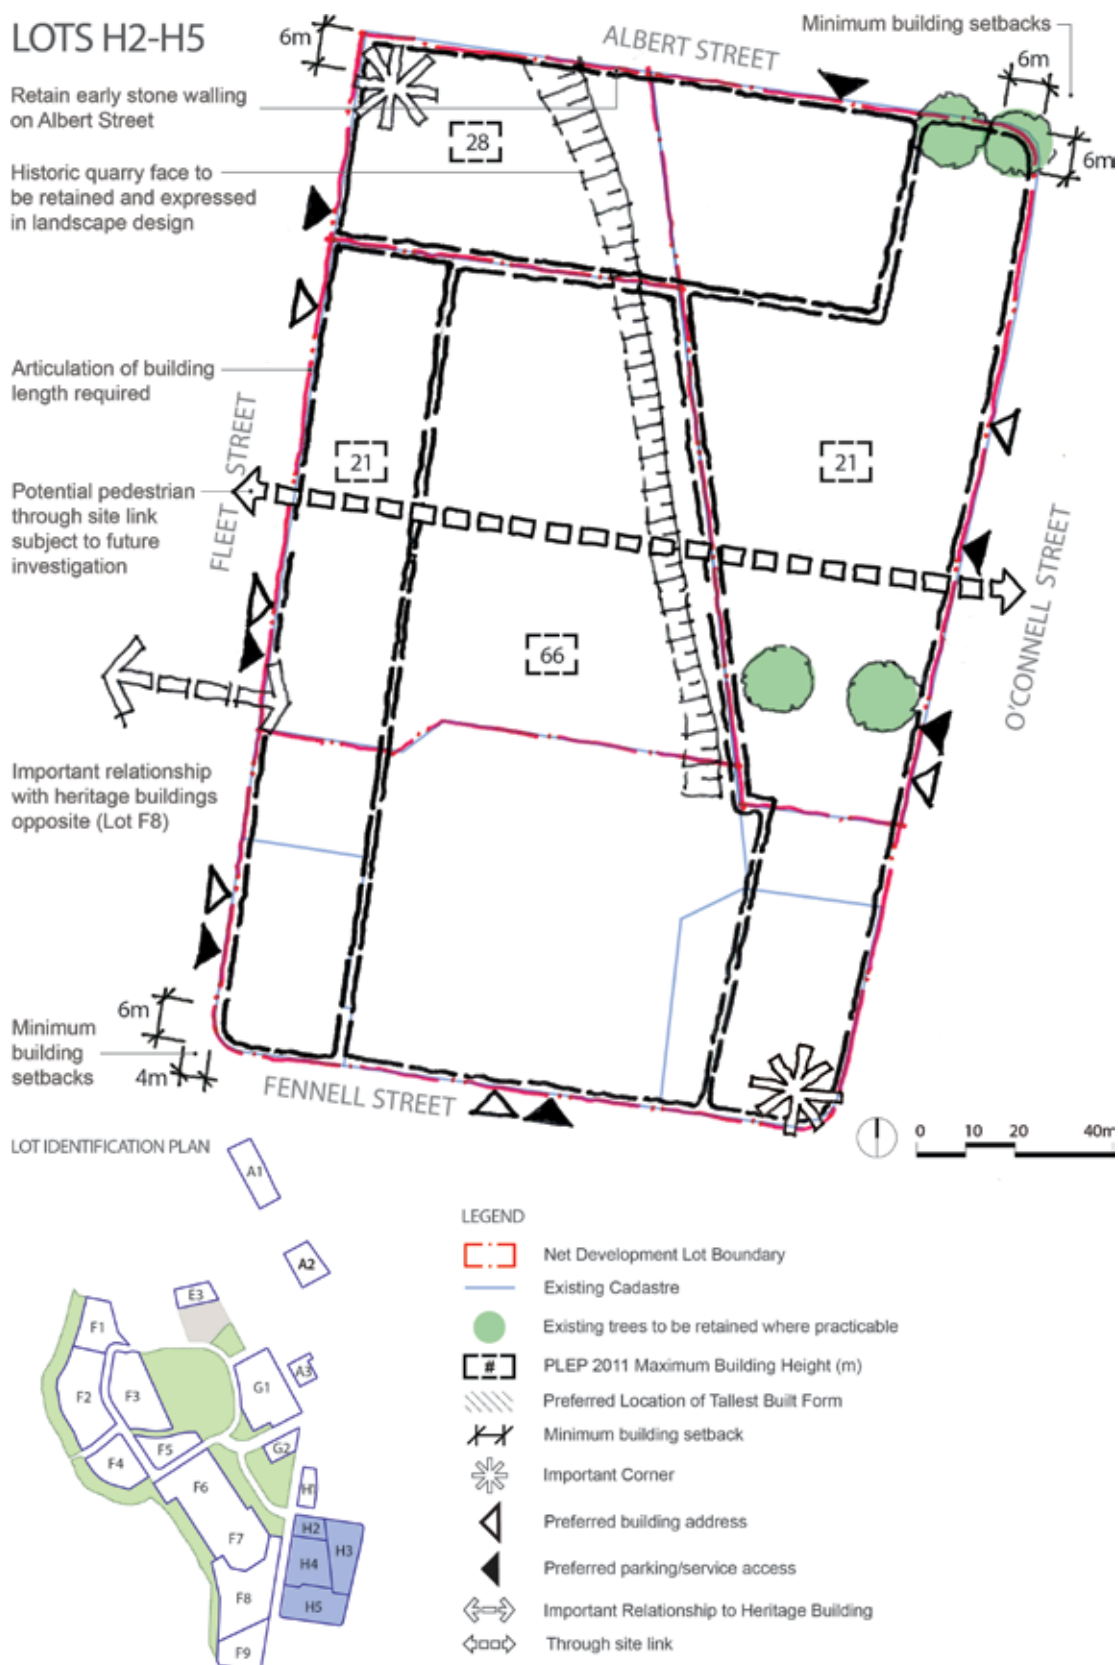 LOTS H2-H5
6m
ALBERT STREET
Minimum building setbacks
6m
6m
Retain early stone walling
on Albert Street
28
Historic quarry face to
be retained and expressed
in landscape design
Articulation of building
length required
FLEET STREET
21
21
Potential pedestrian
through site link
subject to future
investigation
O'CONNELL STREET
66
Important relationship
with heritage buildings
opposite (Lot F8)
6m
Minimum
building
setbacks
4m
FENNELL STREET
0 10 20 40m
LOT IDENTIFICATION PLAN
A1
A2
E3
F1
F2
F3
G1
A3
F5
F4
G2
F6
H1
H2
F7
H3
H4
F8
H5
F9
LEGEND
Net Development Lot Boundary
Existing Cadastre
Existing trees to be retained where practicable
# PLEP 2011 Maximum Building Height (m)
Preferred Location of Tallest Built Form
Minimum building setback
Important Corner
Preferred building address
Preferred parking/service access
Important Relationship to Heritage Building
Through site link